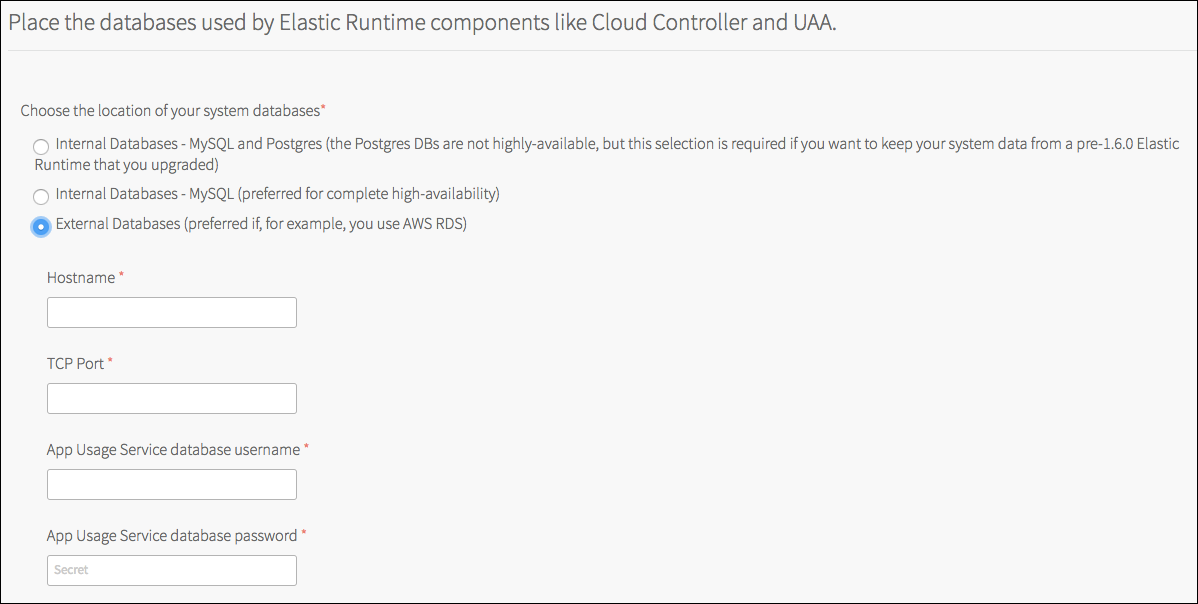 Place the databases used by Elastic Runtime components like Cloud Controller and UAA.
Choose the location of your system databases*
Internal Databases - MySQL and Postgres (the Postgres DBs are not highly-available, but this selection is required if you want to keep your system data from a pre-1.6.0 Elastic
Runtime that you upgraded)
Internal Databases - MySQL (preferred for complete high-availability)
External Databases (preferred if, for example, you use AWS RDS)
Hostname *
TCP Port *
App Usage Service database username *
App Usage Service database password *
Secret